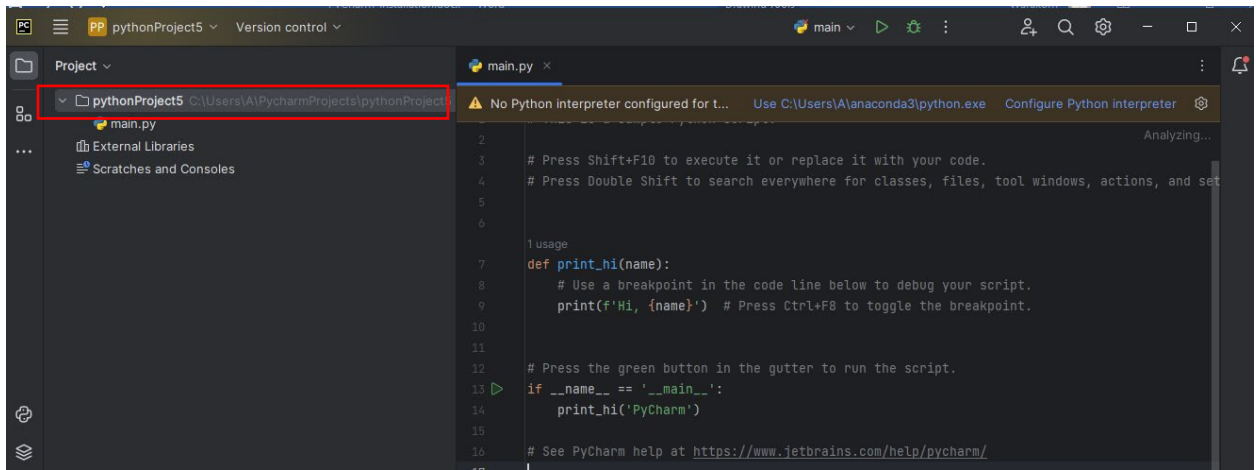 PC
PP pythonProject5 Version control
main
Project
main.py
pythonProject5 C:\Users\A\PycharmProjects\pythonProject5
main.py
External Libraries
Scratches and Consoles
No Python interpreter configured for t... Use C:\Users\A\anaconda3\python.exe Configure Python interpreter
Analyzing...
2
3 # Press Shift+F10 to execute it or replace it with your code.
4 # Press Double Shift to search everywhere for classes, files, tool windows, actions, and set
5
6
1 usage
7 def print_hi(name):
8 # Use a breakpoint in the code line below to debug your script.
9 print(f'Hi, {name}') # Press Ctrl+F8 to toggle the breakpoint.
10
11
12 # Press the green button in the gutter to run the script.
13 if __name__ == '__main__':
14 print_hi('PyCharm')
15
16 # See PyCharm help at https://www.jetbrains.com/help/pycharm/